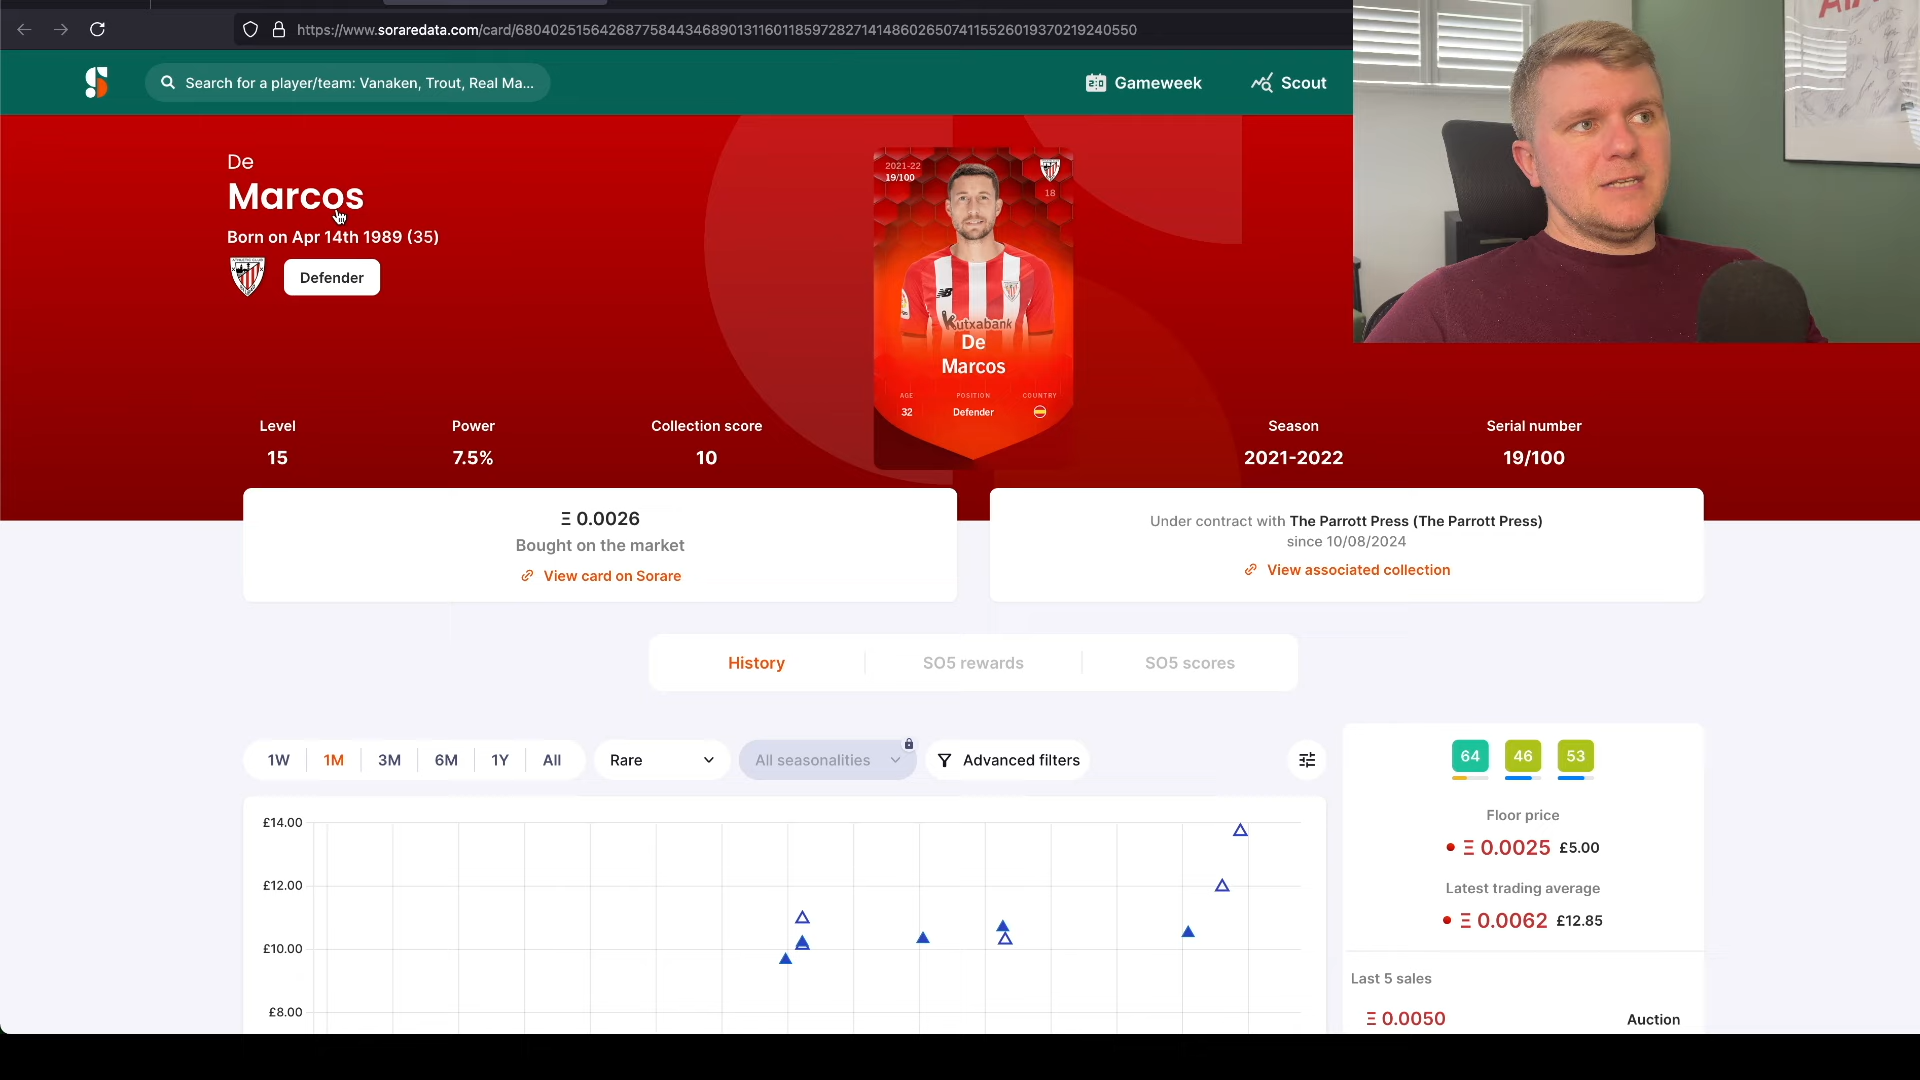 https://www.soraredata.com/card/68040251564268775844346890131160118597282714148602650741155260193702192405​50
Search for a player/team: Vanaken, Trout, Real Ma...
Gameweek
Scout
De
Marcos
Born on Apr 14th 1989 (35)
Defender
2021-22
19/100
18
Kutxabank
De
Marcos
AGE
POSITION
COUNTRY
32
Defender
Level
Power
Collection score
Season
Serial number
15
7.5%
10
2021-2022
19/100
Ξ 0.0026
Bought on the market
View card on Sorare
Under contract with The Parrott Press (The Parrott Press)
since 10/08/2024
View associated collection
History
SO5 rewards
SO5 scores
1W
1M
3M
6M
1Y
All
Rare
All seasonalities
Advanced filters
£14.00
£12.00
£10.00
£8.00
64
46
53
Floor price
Ξ 0.0025 £5.00
Latest trading average
Ξ 0.0062 £12.85
Last 5 sales
Ξ 0.0050
Auction